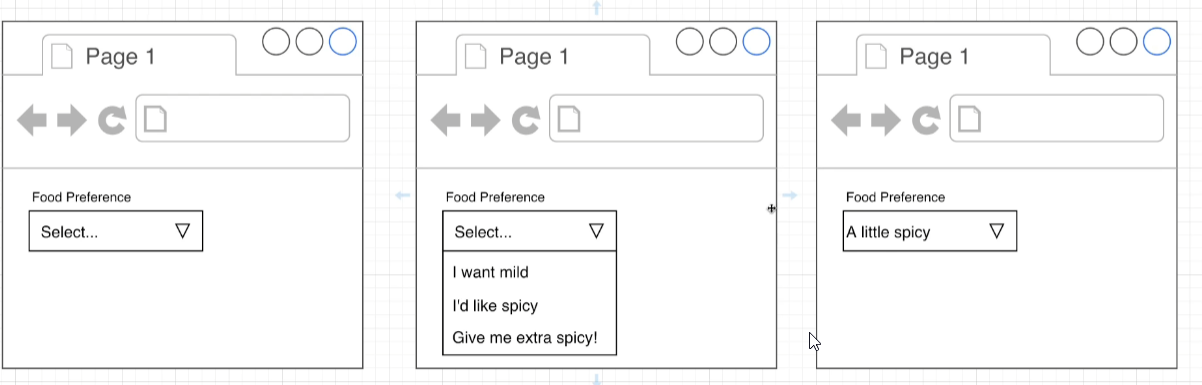 Page 1
Food Preference
Select...
Page 1
Food Preference
Select...
I want mild
I'd like spicy
Give me extra spicy!
Page 1
Food Preference
A little spicy